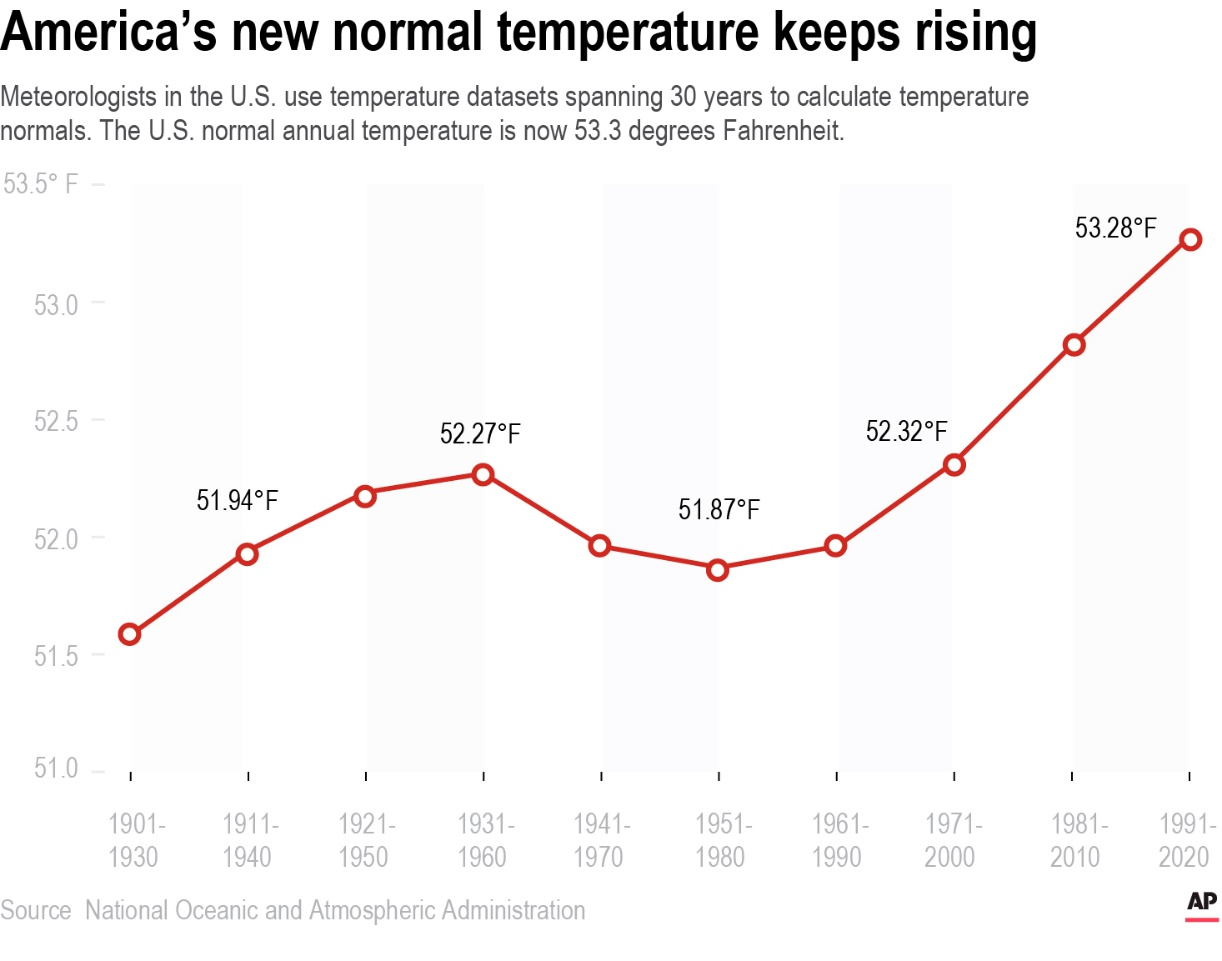 America’s new normal temperature keeps rising
Meteorologists in the U.S. use temperature datasets spanning 30 years to calculate temperature
normals. The U.S. normal annual temperature is now 53.3 degrees Fahrenheit.
53.5° F
53.28°F
53.0
52.5
52.27°F
52.32°F
51.94°F
51.87°F
52.0
51.5
51.0
1901- 1911- 1921- 1931- 1941- 1951- 1961- 1971- 1981- 1991-
1930 1940 1950 1960 1970 1980 1990 2000 2010 2020
Source National Oceanic and Atmospheric Administration
AP